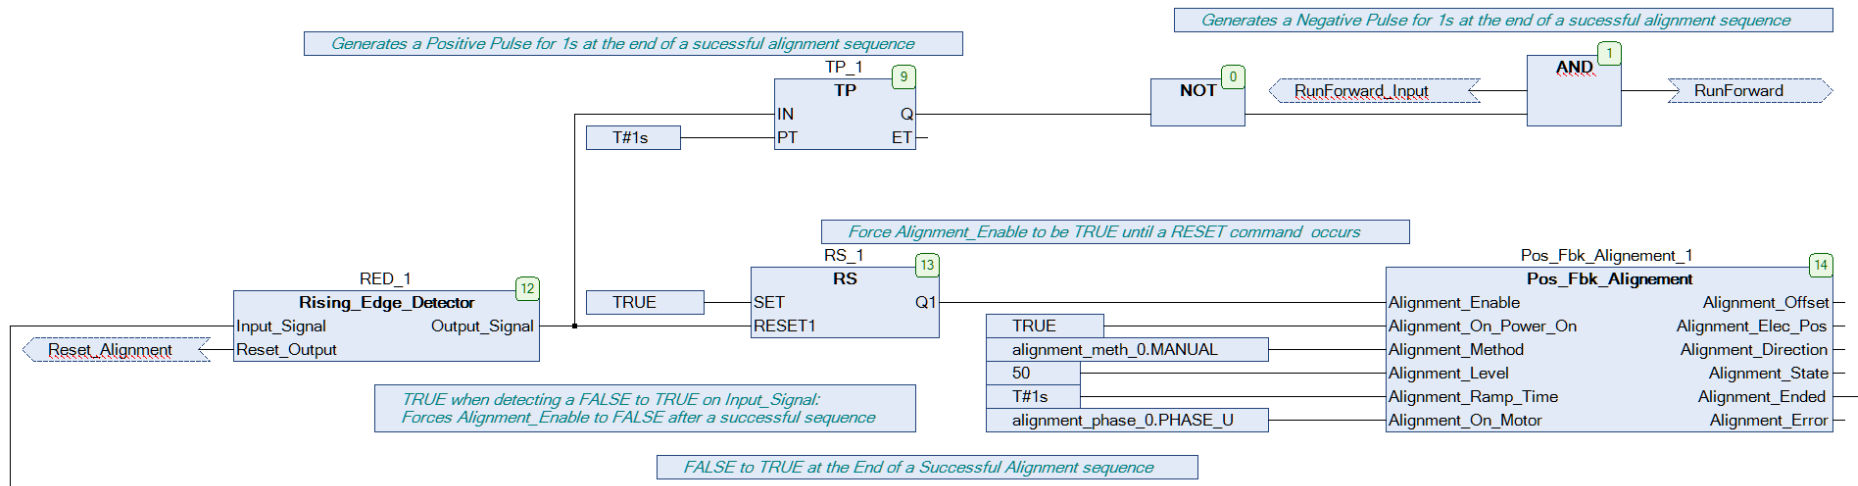 Generates a Negative Pulse for 1s at the end of a sucessful alignment sequence
Generates a Positive Pulse for 1s at the end of a sucessful alignment sequence
TP_1
9
TP
IN
Q
T#1s
PT
ET
0
NOT
RunForward_Input
1
AND
RunForward
Force Alignment_Enable to be TRUE until a RESET command  occurs
RED_1
12
Rising_Edge_Detector
Input_Signal
Output_Signal
Reset_Alignment
Reset_Output
RS_1
13
RS
TRUE
SET
Q1
RESET1
Pos_Fbk_Alignement_1
14
Pos_Fbk_Alignement
Alignment_Enable
Alignment_Offset
TRUE
Alignment_On_Power_On
Alignment_Elec_Pos
alignment_meth_0.MANUAL
Alignment_Method
Alignment_Direction
50
Alignment_Level
Alignment_State
T#1s
Alignment_Ramp_Time
Alignment_Ended
alignment_phase_0.PHASE_U
Alignment_On_Motor
Alignment_Error
TRUE when detecting a FALSE to TRUE on Input_Signal:
Forces Alignment_Enable to FALSE after a successful sequence
FALSE to TRUE at the End of a Successful Alignment sequence